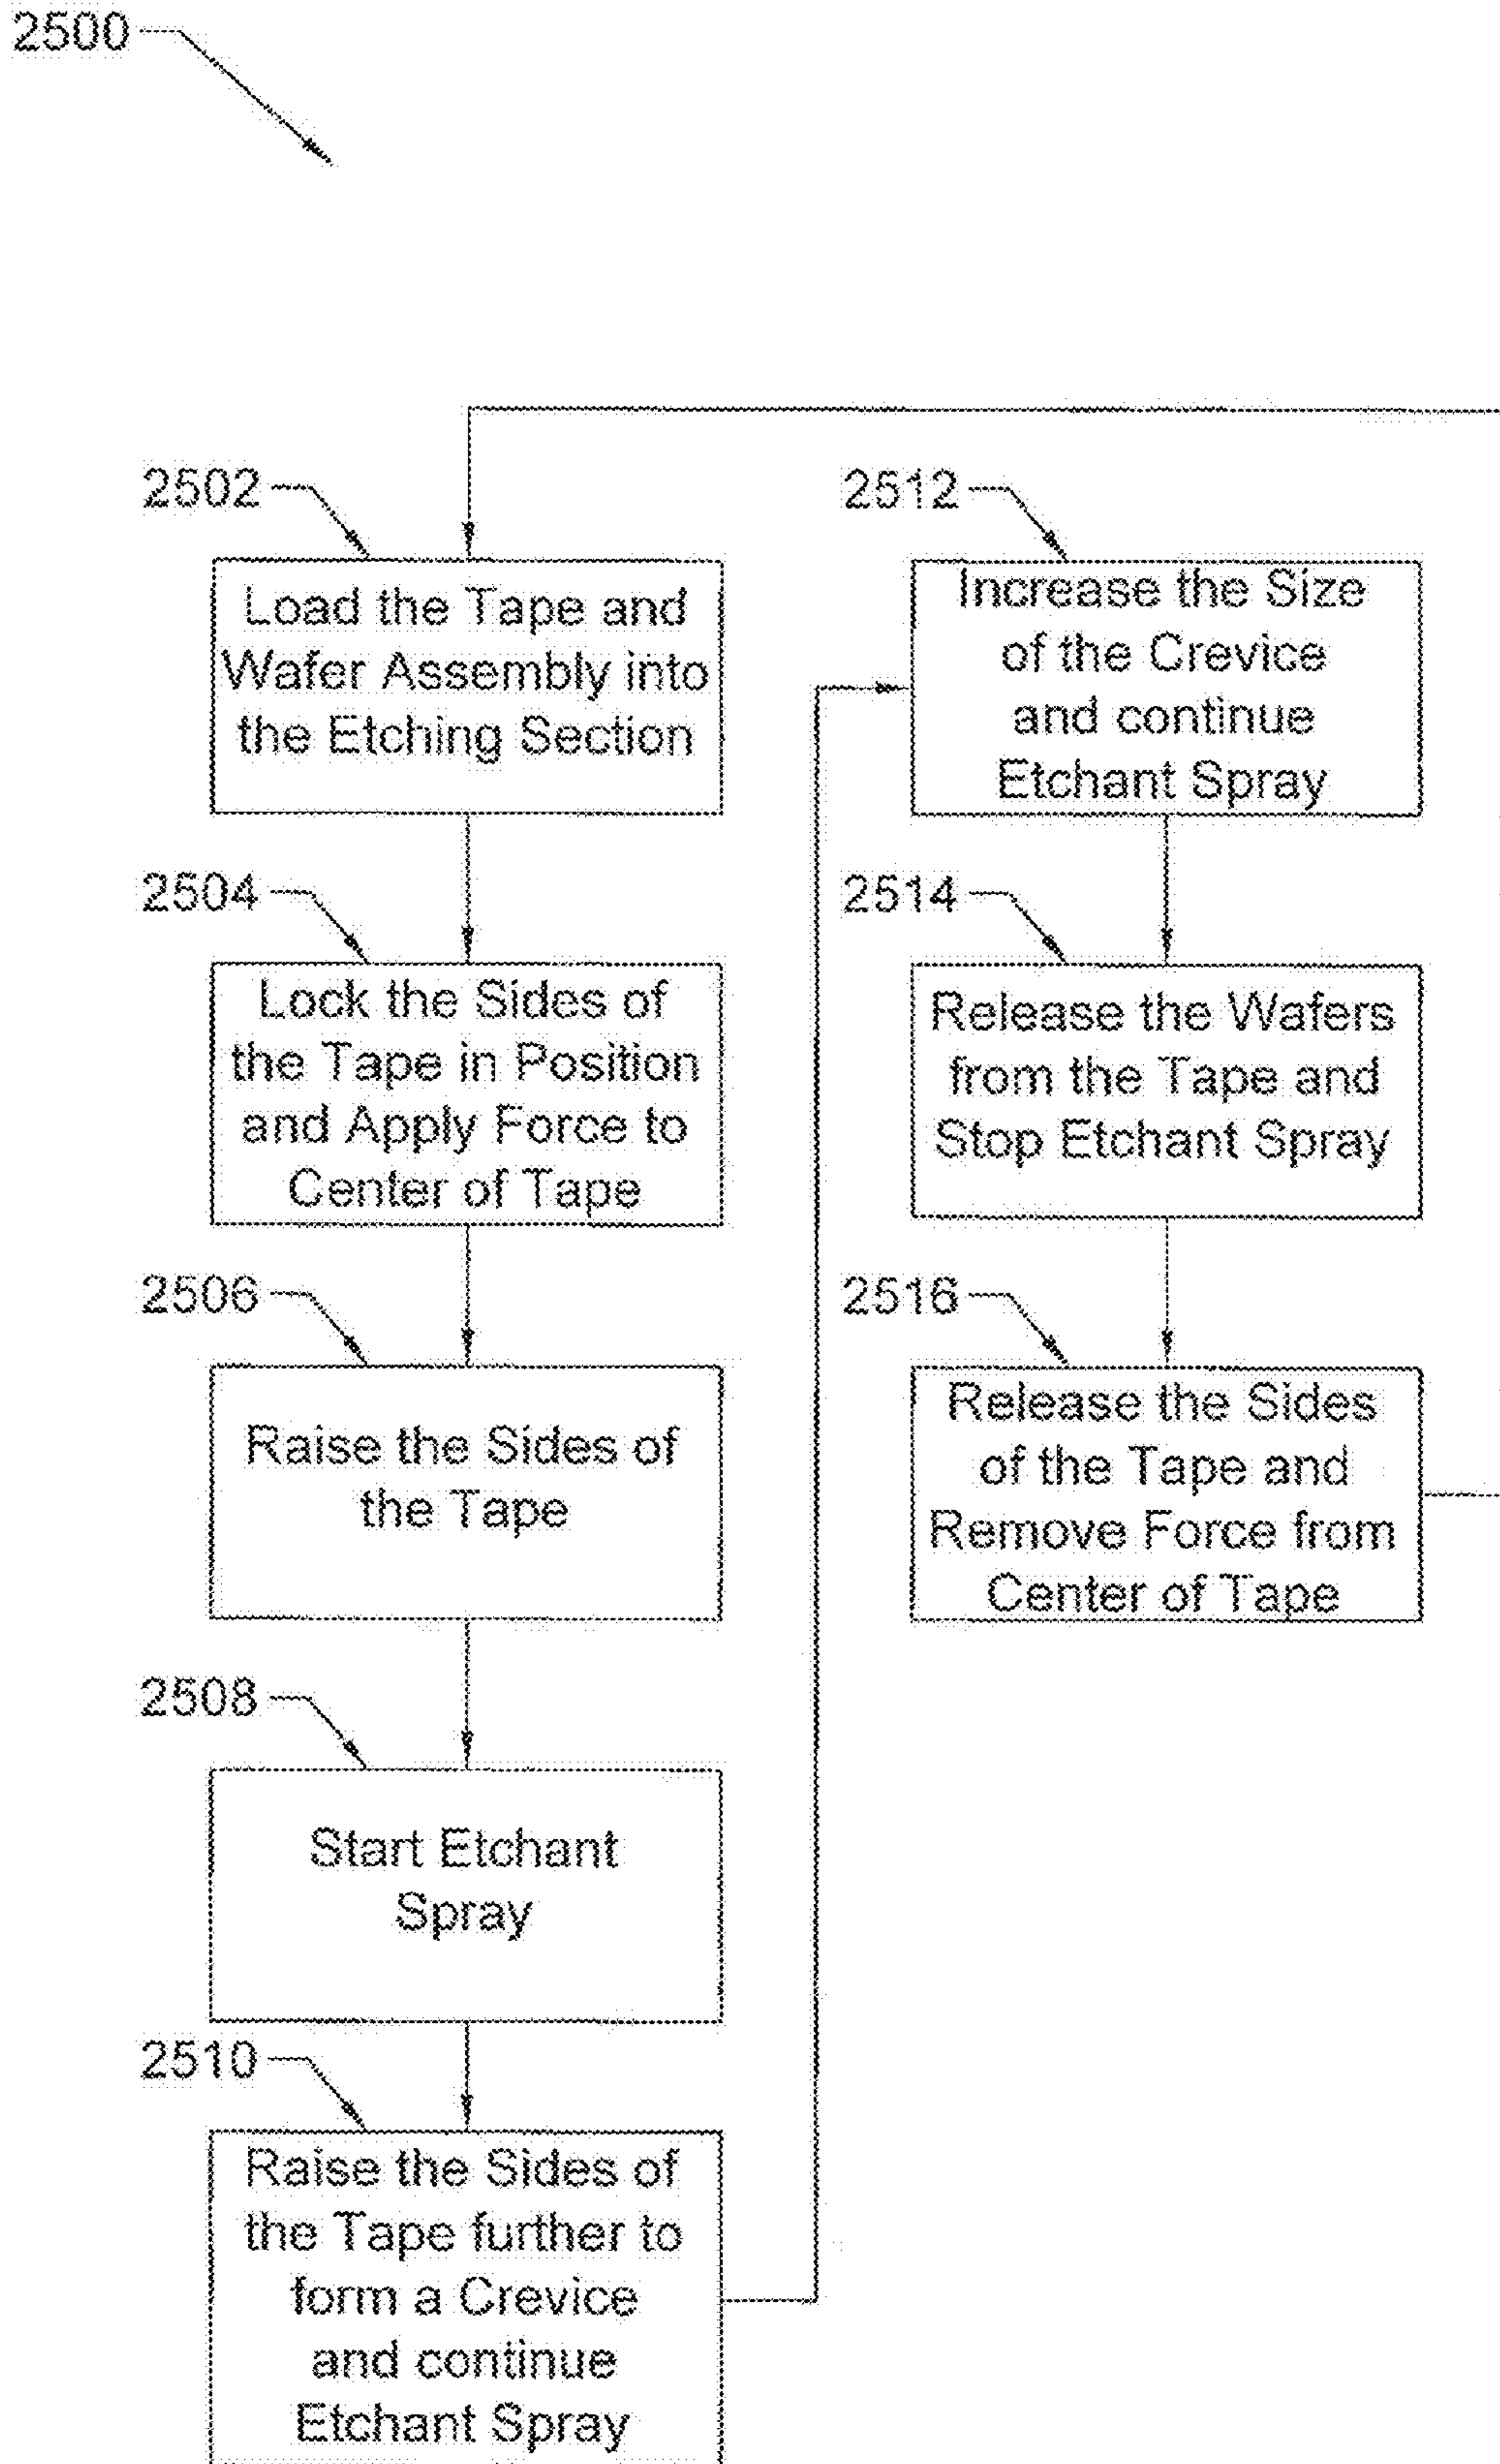 2500
2502
Load the Tape and
Wafer Assembly into
the Etching Section
2504
Lock the Sides of
the Tape in Position
and Apply Force to
Center of Tape
2506
Raise the Sides of
the Tape
2508
Start Etchant
Spray
2510
Raise the Sides of
the Tape further to
form a Crevice
and continue
Etchant Spray
2512
Increase the Size
of the Crevice
and continue
Etchant Spray
2514
Release the Wafers
from the Tape and
Stop Etchant Spray
2516
Release the Sides
of the Tape and
Remove Force from
Center of Tape